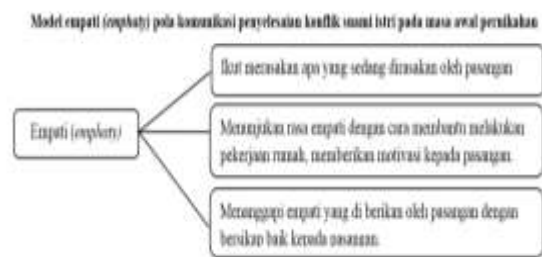 Model empati (emphaty) pola komunikasi penyelesaian konflik suami istri pada masa awal pernikahan
Ikut merasakan apa yang sedang dirasakan oleh pasangan
Empati (emphaty)
Menunjukan rasa empati dengan cara membantu melakukan
pekerjaan rumah, memberikan motivasi kepada pasangan.
Menanggapi empati yang di berikan oleh pasangan dengan
bersikap baik kepada pasangan.